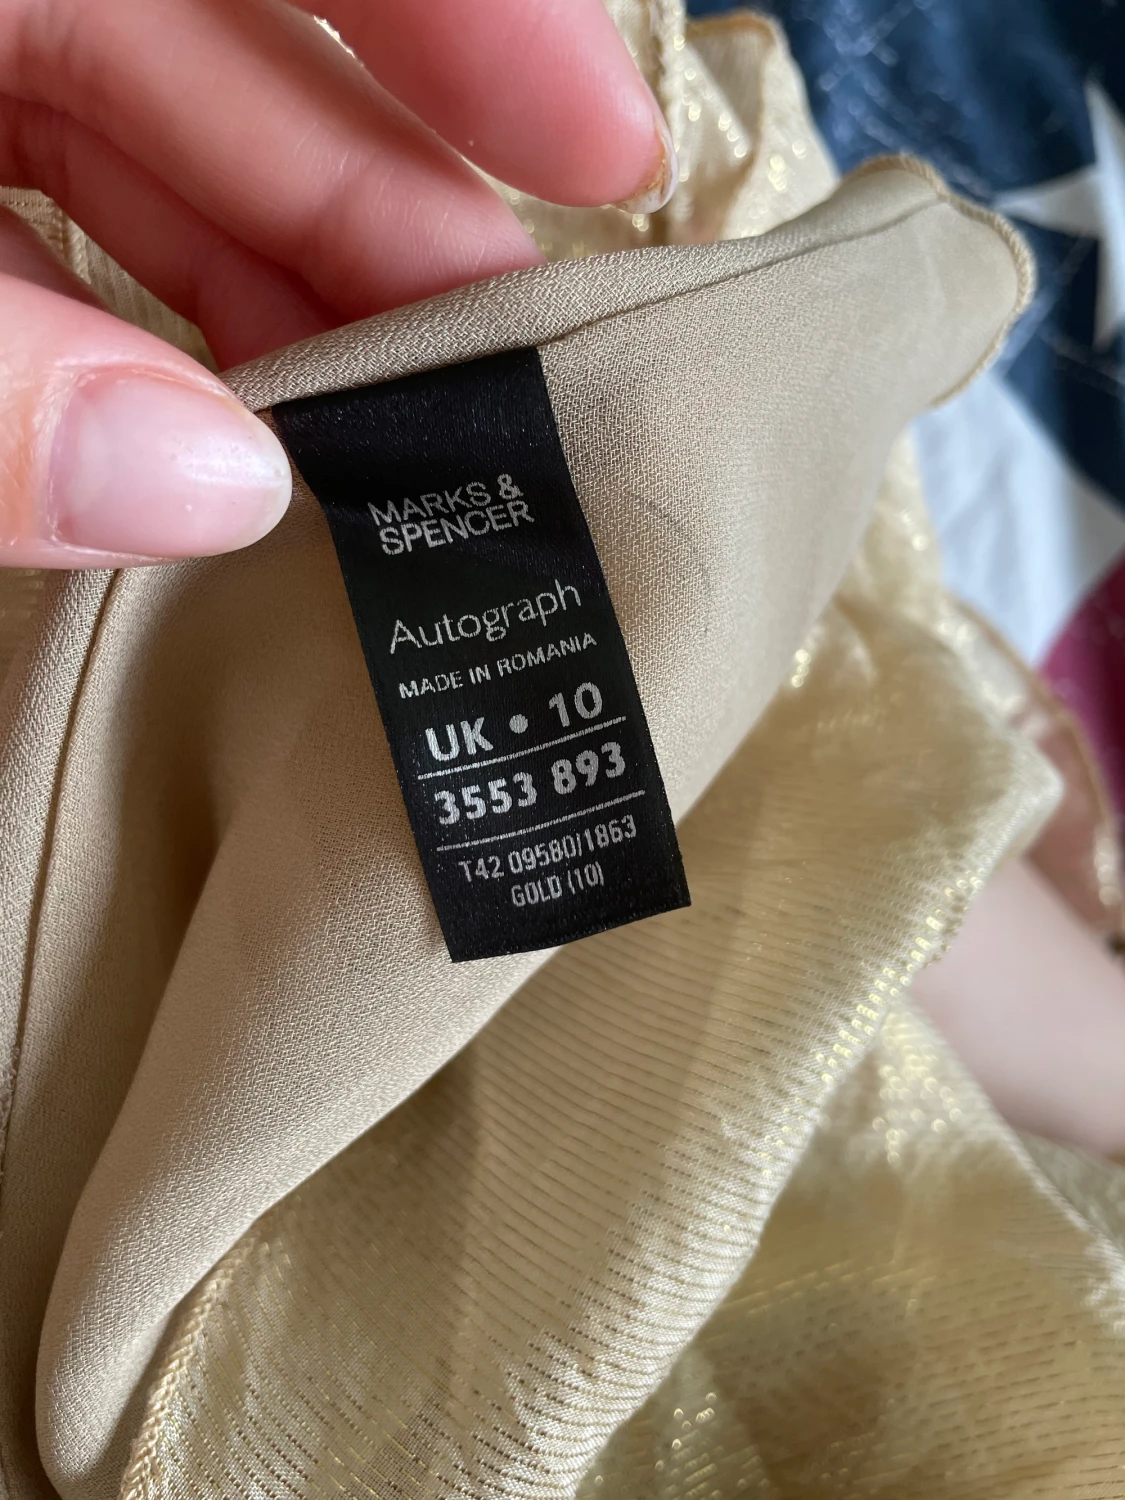 MARKS &
SPENCER
Autograph
MADE IN ROMANIA
UK • 10
3553 893
T42 09580/1863
GOLD (10)